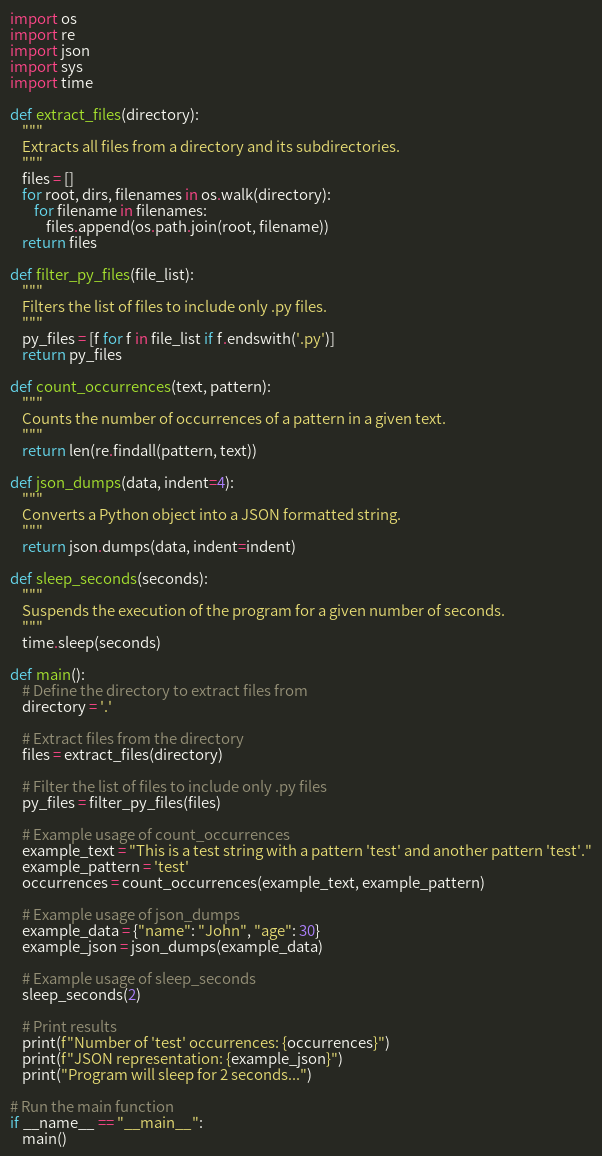 import os
import re
import json
import sys
import time

def extract_files(directory):
    """
    Extracts all files from a directory and its subdirectories.
    """
    files = []
    for root, dirs, filenames in os.walk(directory):
        for filename in filenames:
            files.append(os.path.join(root, filename))
    return files

def filter_py_files(file_list):
    """
    Filters the list of files to include only .py files.
    """
    py_files = [f for f in file_list if f.endswith('.py')]
    return py_files

def count_occurrences(text, pattern):
    """
    Counts the number of occurrences of a pattern in a given text.
    """
    return len(re.findall(pattern, text))

def json_dumps(data, indent=4):
    """
    Converts a Python object into a JSON formatted string.
    """
    return json.dumps(data, indent=indent)

def sleep_seconds(seconds):
    """
    Suspends the execution of the program for a given number of seconds.
    """
    time.sleep(seconds)

def main():
    # Define the directory to extract files from
    directory = '.'

    # Extract files from the directory
    files = extract_files(directory)

    # Filter the list of files to include only .py files
    py_files = filter_py_files(files)

    # Example usage of count_occurrences
    example_text = "This is a test string with a pattern 'test' and another pattern 'test'."
    example_pattern = 'test'
    occurrences = count_occurrences(example_text, example_pattern)

    # Example usage of json_dumps
    example_data = {"name": "John", "age": 30}
    example_json = json_dumps(example_data)

    # Example usage of sleep_seconds
    sleep_seconds(2)

    # Print results
    print(f"Number of 'test' occurrences: {occurrences}")
    print(f"JSON representation: {example_json}")
    print("Program will sleep for 2 seconds...")

# Run the main function
if __name__ == "__main__":
    main()